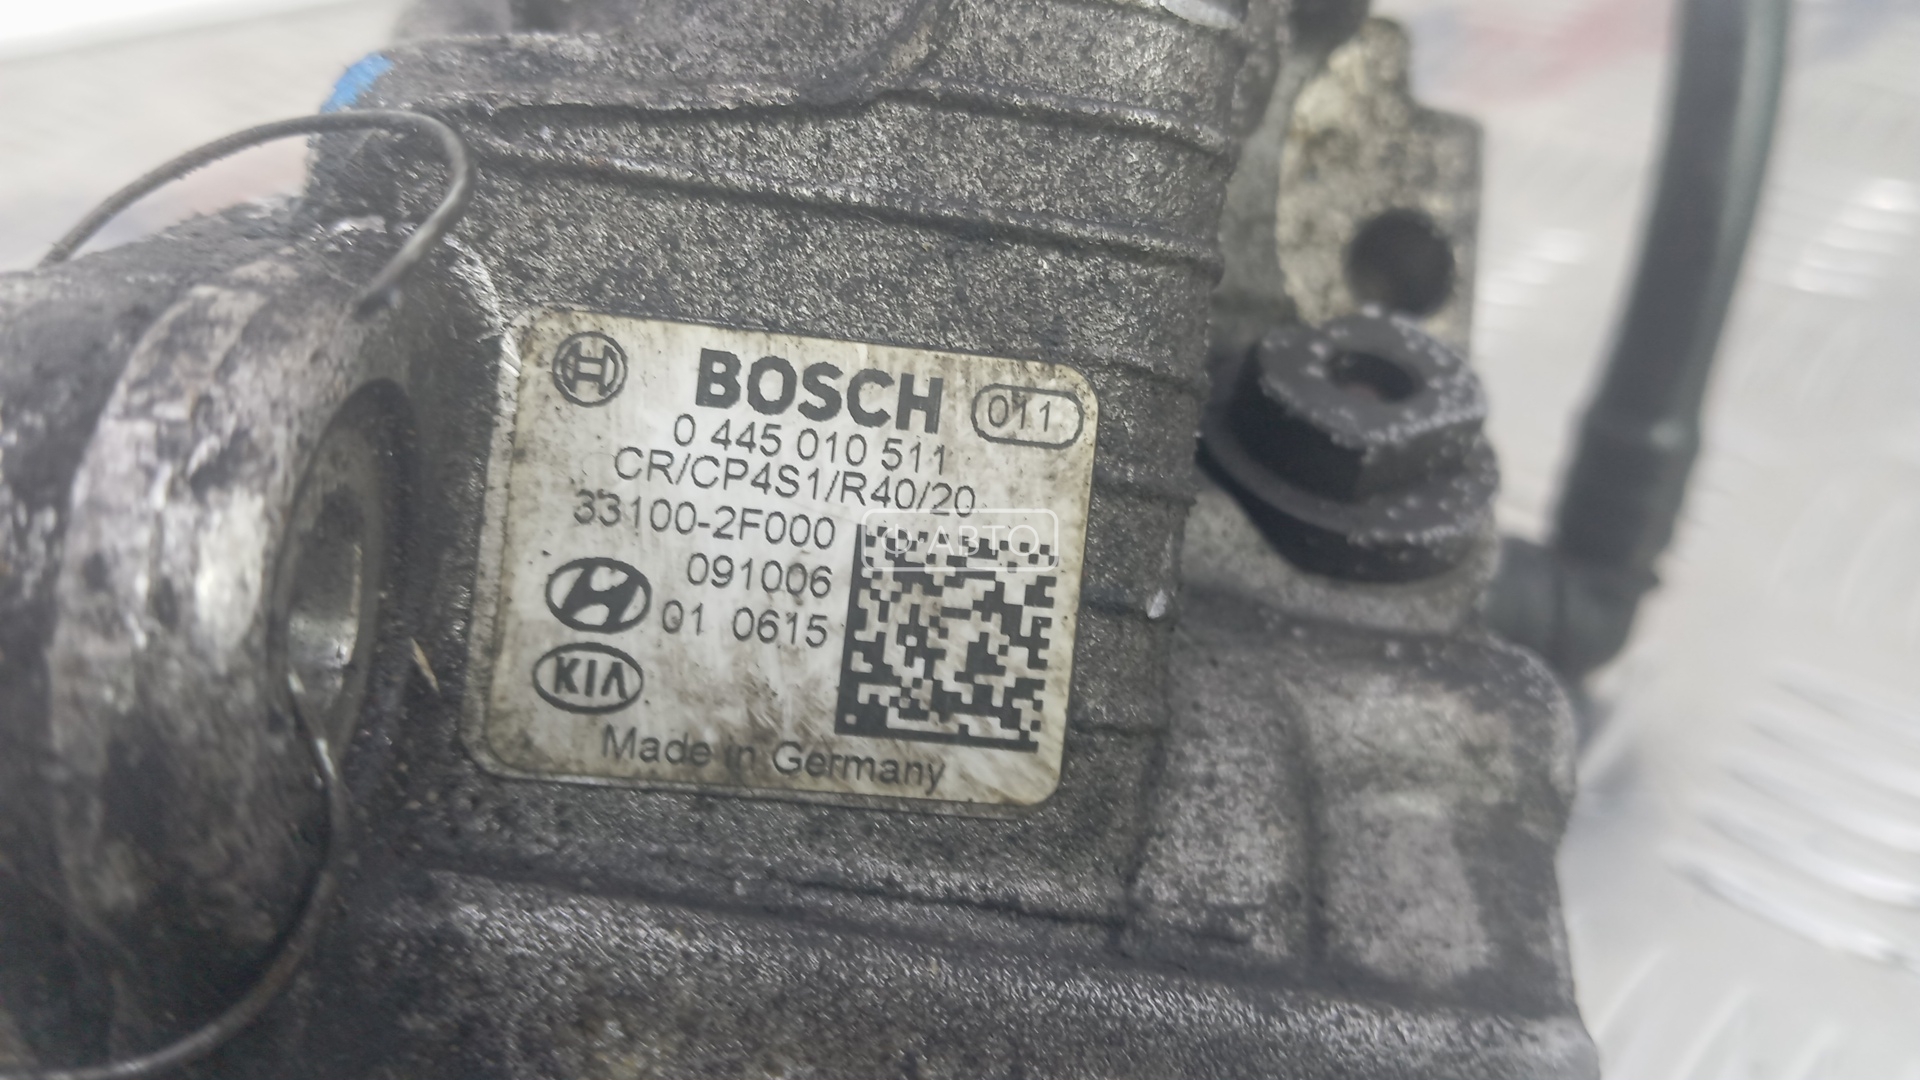 BOSCH 011
0 445 010 511
CR/CP4S1/R40/20
33100-2F000
АВТО
091006
01 0615
KIA
Made in Germany